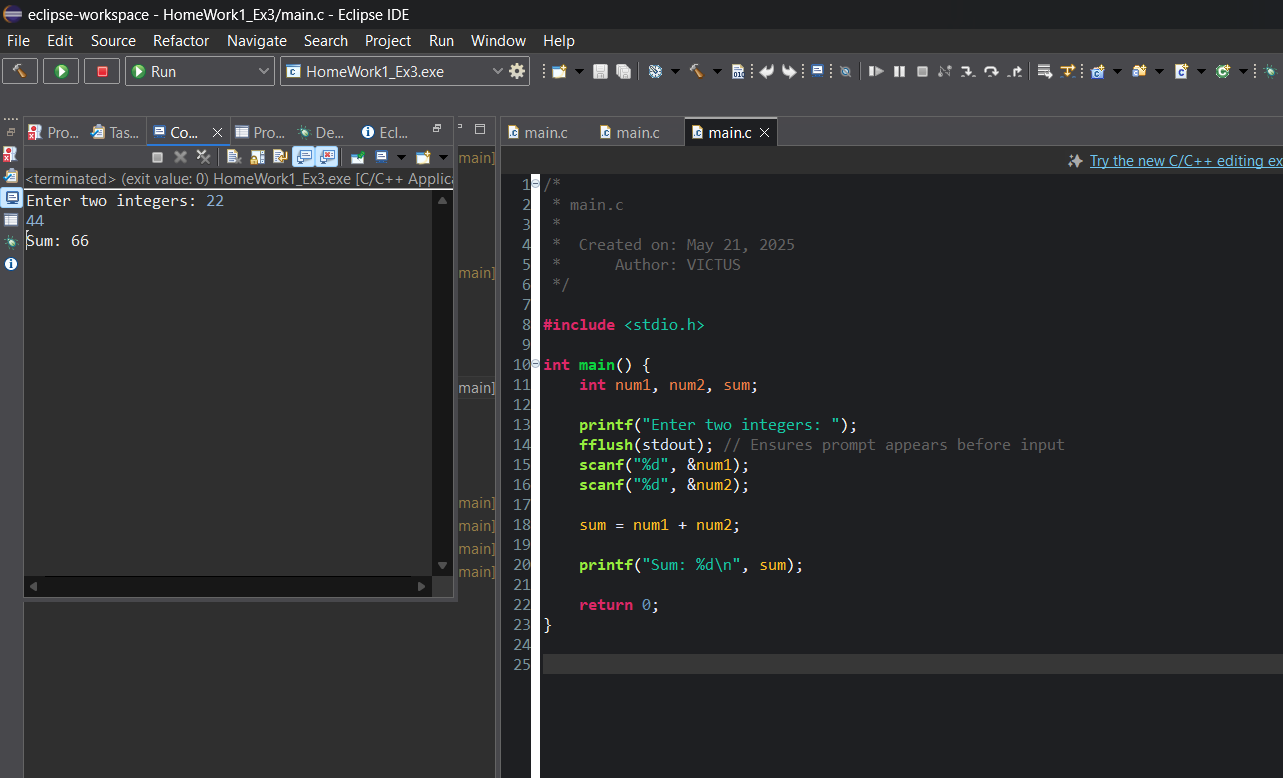 eclipse-workspace - HomeWork1_Ex3/main.c - Eclipse IDE
File Edit Source Refactor Navigate Search Project Run Window Help
Run HomeWork1_Ex3.exe
Pro... Tas... Co... Pro... De... Ecl...
<terminated> (exit value: 0) HomeWork1_Ex3.exe [C/C++ Applica
Enter two integers: 22
44
Sum: 66
main]
main]
main]
main]
main]
main]
main]
main.c main.c main.c
Try the new C/C++ editing ex
1 /*
2  * main.c
3  *
4  *  Created on: May 21, 2025
5  *      Author: VICTUS
6  */
7
8 #include <stdio.h>
9
10 int main() {
11     int num1, num2, sum;
12
13     printf("Enter two integers: ");
14     fflush(stdout); // Ensures prompt appears before input
15     scanf("%d", &num1);
16     scanf("%d", &num2);
17
18     sum = num1 + num2;
19
20     printf("Sum: %d\n", sum);
21
22     return 0;
23 }
24
25